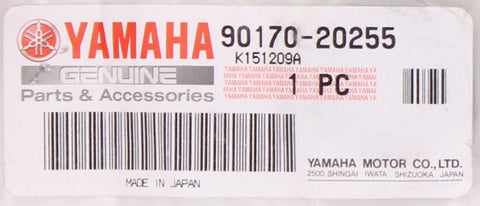 YAMAHA 90170-20255
K151209A
GENUINE
1 PC
Parts & Accessories
MADE IN JAPAN
YAMAHA MOTOR CO., LTD.
2500 SHINGAI IWATA SHIZUOKA JAPAN